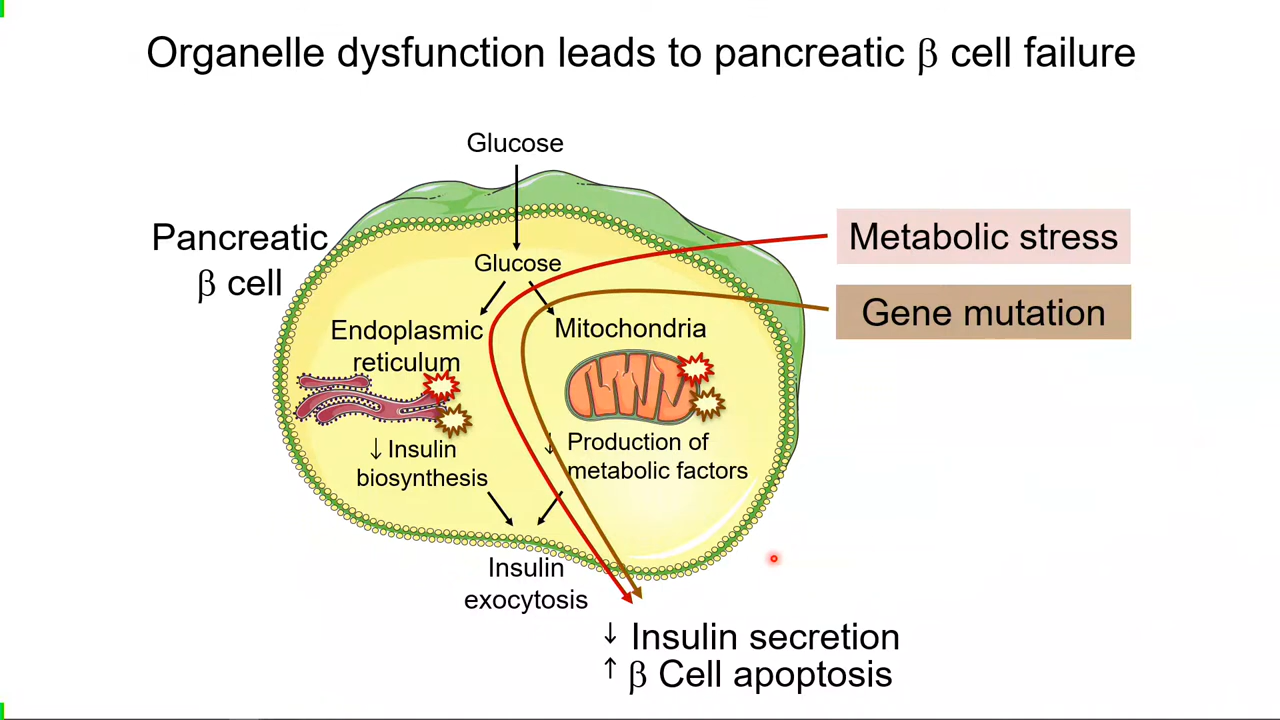 Organelle dysfunction leads to pancreatic β cell failure
Glucose
Pancreatic
β cell
Metabolic stress
Glucose
Gene mutation
Endoplasmic
reticulum
Mitochondria
↓ Insulin
biosynthesis
↓ Production of
metabolic factors
Insulin
exocytosis
↓ Insulin secretion
↑ β Cell apoptosis